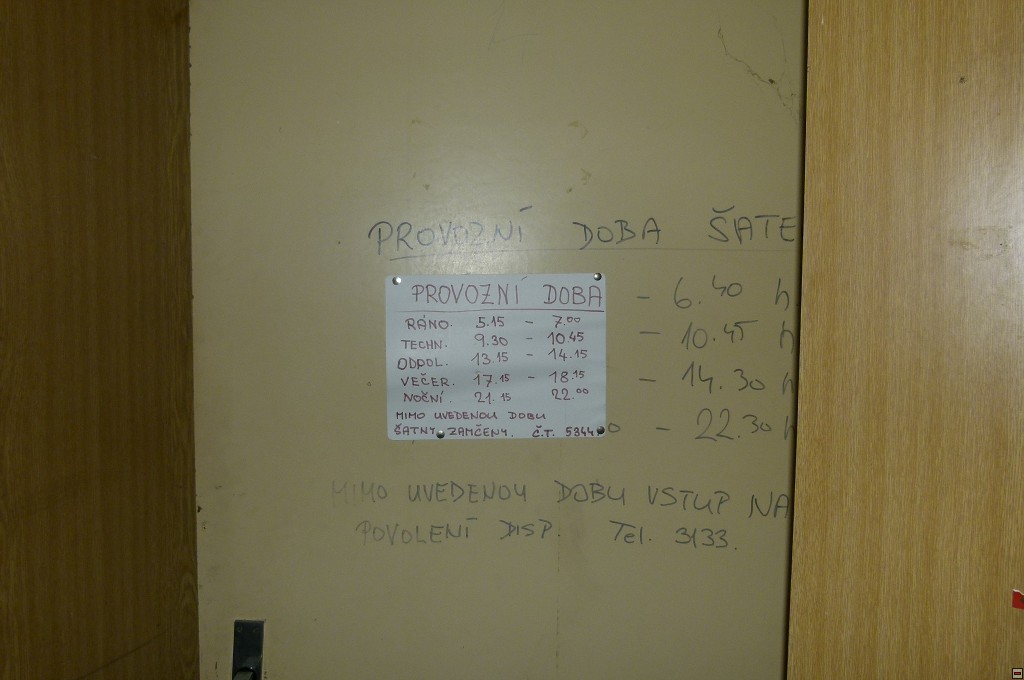 PROVOZNÍ DOBA ŠATE
PROVOZNÍ DOBA
RÁNO. 5.15 - 7.00
TECHN. 9.30 - 10.45
ODPOL. 13.15 - 14.15
VEČER. 17.15 - 18.15
NOČNÍ. 21.15 22.00
MIMO UVEDENOU DOBU
ŠATNY ZAMČENY. Č.T. 5344
- 6.40 h
- 10.45 h
- 14.30 h
0 - 22.30 h
MIMO UVEDENOU DOBU VSTUP NA
POVOLENÍ DISP. Tel. 3133.